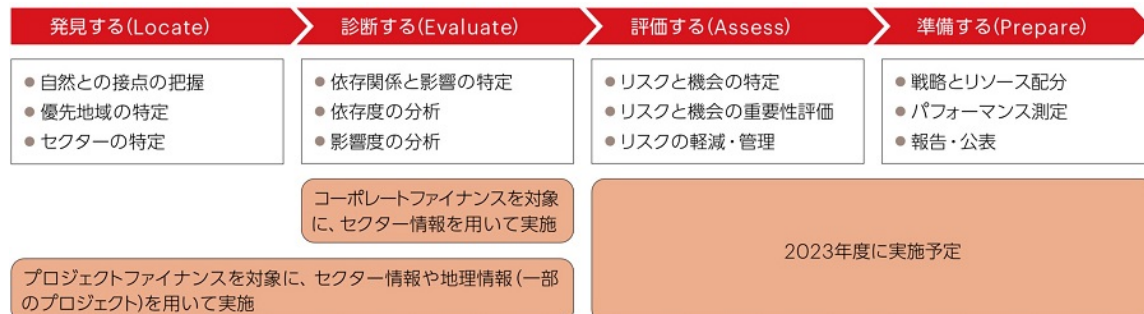 発見する(Locate)
診断する(Evaluate)
評価する(Assess)
準備する(Prepare)
● 自然との接点の把握
● 優先地域の特定
● セクターの特定
● 依存関係と影響の特定
● 依存度の分析
● 影響度の分析
● リスクと機会の特定
● リスクと機会の重要性評価
● リスクの軽減・管理
● 戦略とリソース配分
● パフォーマンス測定
● 報告・公表
コーポレートファイナンスを対象
に、セクター情報を用いて実施
2023年度に実施予定
プロジェクトファイナンスを対象に、セクター情報や地理情報(一部
のプロジェクト)を用いて実施